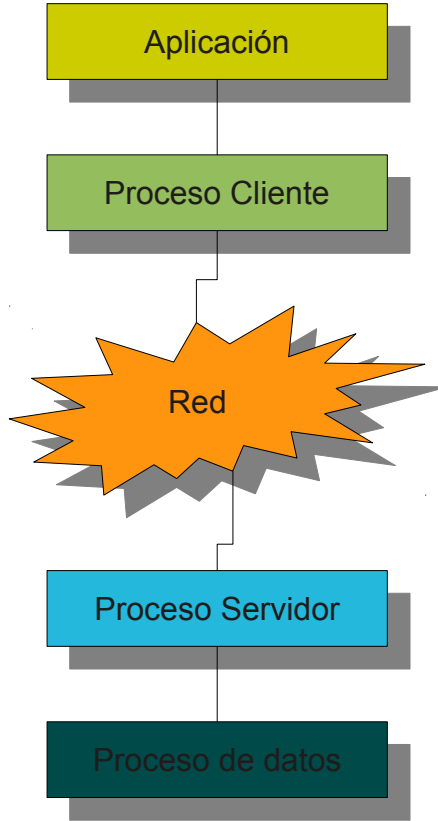 Aplicación
Proceso Cliente
Red
Proceso Servidor
Proceso de datos